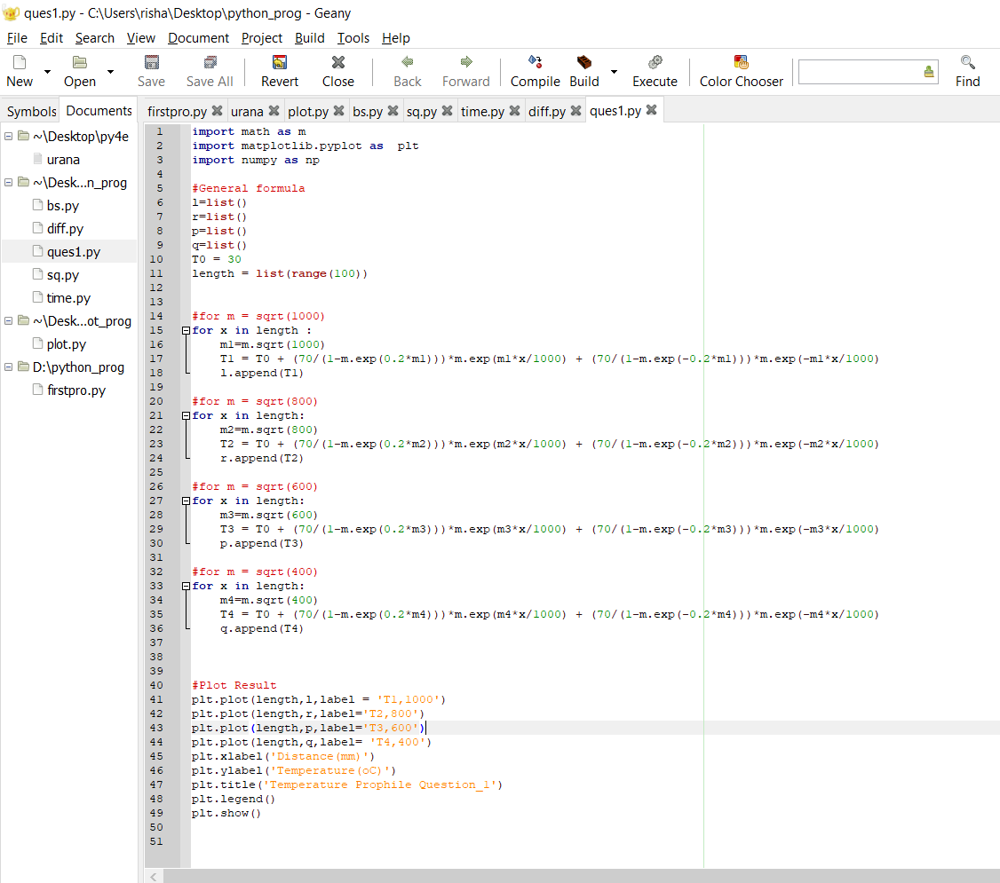 ques1.py - C:\Users\risha\Desktop\python_prog - Geany
File Edit Search View Document Project Build Tools Help
New Open Save Save All Revert Close Back Forward Compile Build Execute Color Chooser Find
Symbols Documents firstpro.py urana plot.py bs.py sq.py time.py diff.py ques1.py
~\Desktop\py4e
urana
~\Desk...n_prog
bs.py
diff.py
ques1.py
sq.py
time.py
~\Desk...ot_prog
plot.py
D:\python_prog
firstpro.py
1 import math as m
2 import matplotlib.pyplot as  plt
3 import numpy as np
4
5 #General formula
6 l=list()
7 r=list()
8 p=list()
9 q=list()
10 T0 = 30
11 length = list(range(100))
12
13
14 #for m = sqrt(1000)
15 for x in length :
16     m1=m.sqrt(1000)
17     T1 = T0 + (70/(1-m.exp(0.2*m1)))*m.exp(m1*x/1000) + (70/(1-m.exp(-0.2*m1)))*m.exp(-m1*x/1000)
18     l.append(T1)
19
20 #for m = sqrt(800)
21 for x in length:
22     m2=m.sqrt(800)
23     T2 = T0 + (70/(1-m.exp(0.2*m2)))*m.exp(m2*x/1000) + (70/(1-m.exp(-0.2*m2)))*m.exp(-m2*x/1000)
24     r.append(T2)
25
26 #for m = sqrt(600)
27 for x in length:
28     m3=m.sqrt(600)
29     T3 = T0 + (70/(1-m.exp(0.2*m3)))*m.exp(m3*x/1000) + (70/(1-m.exp(-0.2*m3)))*m.exp(-m3*x/1000)
30     p.append(T3)
31
32 #for m = sqrt(400)
33 for x in length:
34     m4=m.sqrt(400)
35     T4 = T0 + (70/(1-m.exp(0.2*m4)))*m.exp(m4*x/1000) + (70/(1-m.exp(-0.2*m4)))*m.exp(-m4*x/1000)
36     q.append(T4)
37
38
39
40 #Plot Result
41 plt.plot(length,l,label = 'T1,1000')
42 plt.plot(length,r,label='T2,800')
43 plt.plot(length,p,label='T3,600')
44 plt.plot(length,q,label= 'T4,400')
45 plt.xlabel('Distance(mm)')
46 plt.ylabel('Temperature(oC)')
47 plt.title('Temperature Prophile Question_1')
48 plt.legend()
49 plt.show()
50
51